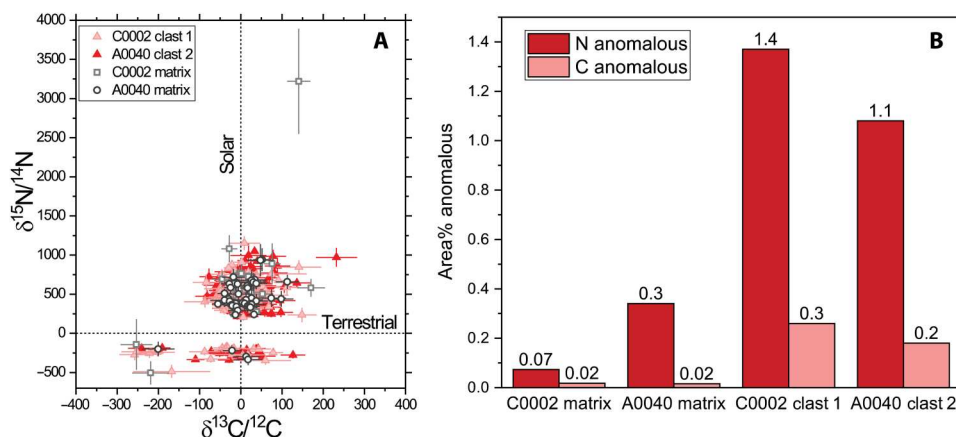 A
C0002 clast 1
A0040 clast 2
C0002 matrix
A0040 matrix
Solar
Terrestrial
4000
3500
3000
2500
2000
1500
1000
500
0
−500
−400 −300 −200 −100 0 100 200 300 400
δ15N/14N
δ13C/12C
B
N anomalous
C anomalous
1.4
1.2
1.0
0.8
0.6
0.4
0.2
0.0
Area% anomalous
0.07
0.02
0.3
0.02
1.4
0.3
1.1
0.2
C0002 matrix A0040 matrix C0002 clast 1 A0040 clast 2